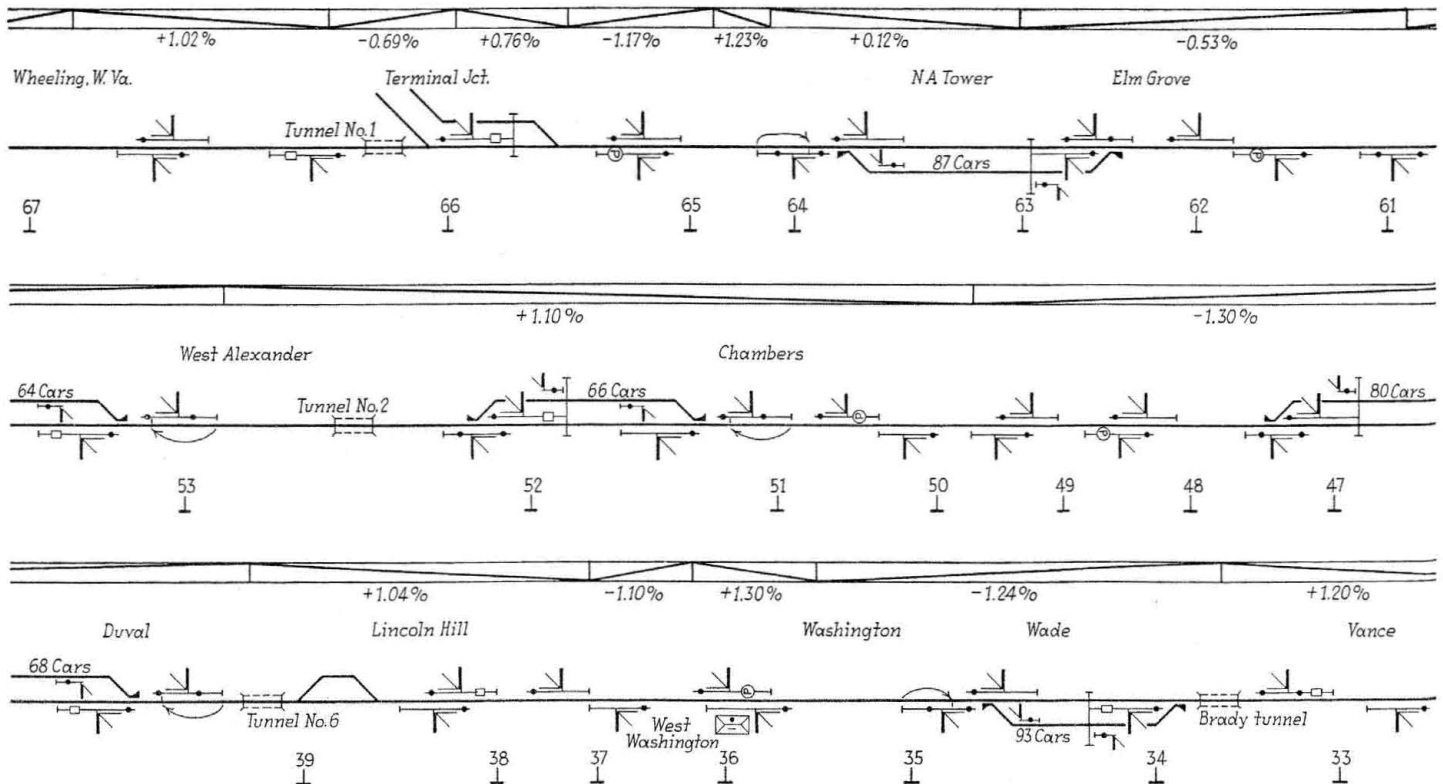 +1.02% -0.69% +0.76% -1.17% +1.23% +0.12% -0.53%
Wheeling, W. Va. Terminal Jct. NA Tower Elm Grove
Tunnel No.1
P P
87 Cars
67 66 65 64 63 62 61
+1.10% -1.30%
West Alexander Chambers
64 Cars 66 Cars 80 Cars
Tunnel No.2 P
P
53 52 51 50 49 48 47
+1.04% -1.10% +1.30% -1.24% +1.20%
Duval Lincoln Hill Washington Wade Vance
68 Cars
P
Tunnel No.6 West Brady tunnel
Washington 93 Cars
39 38 37 36 35 34 33